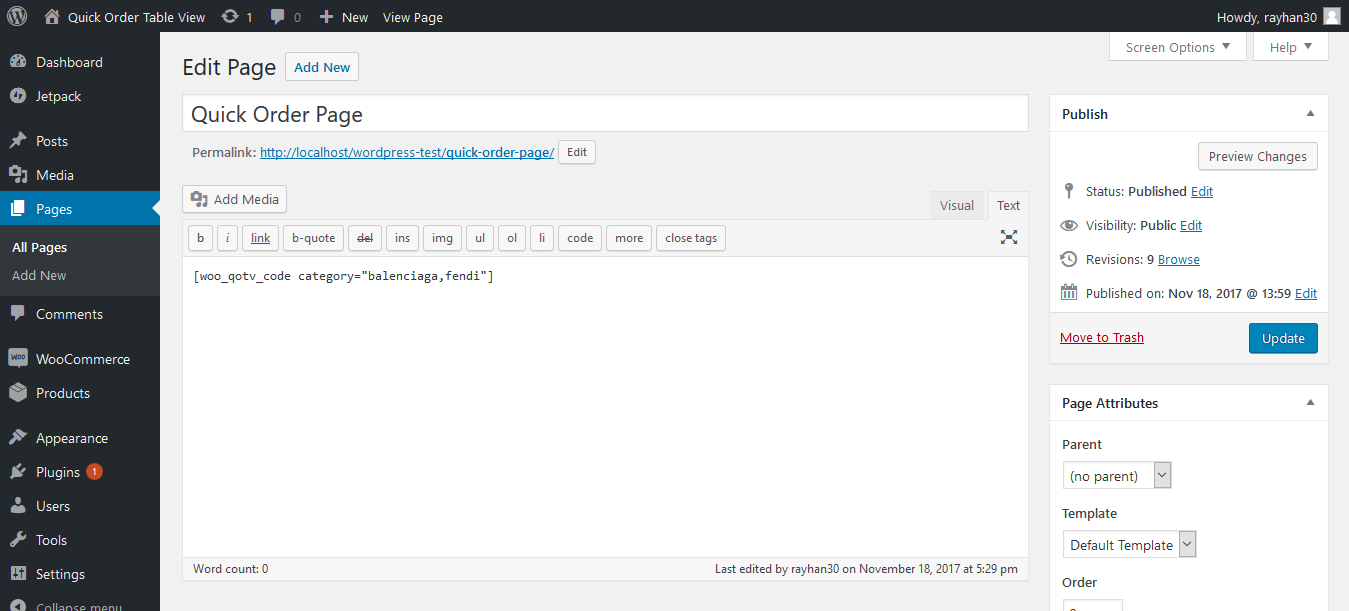 Quick Order Table View 1 0 New View Page Howdy, rayhan30
Screen Options Help
Dashboard
Jetpack
Posts
Media
Pages
All Pages
Add New
Comments
WOO WooCommerce
Products
Appearance
Plugins 1
Users
Tools
Settings
Collapse menu
Edit Page Add New
Quick Order Page
Permalink: http://localhost/wordpress-test/quick-order-page/ Edit
Add Media Visual Text
b i link b-quote del ins img ul ol li code more close tags
[woo_qotv_code category="balenciaga,fendi"]
Word count: 0 Last edited by rayhan30 on November 18, 2017 at 5:29 pm
Publish
Preview Changes
Status: Published Edit
Visibility: Public Edit
Revisions: 9 Browse
Published on: Nov 18, 2017 @ 13:59 Edit
Move to Trash Update
Page Attributes
Parent
(no parent)
Template
Default Template
Order